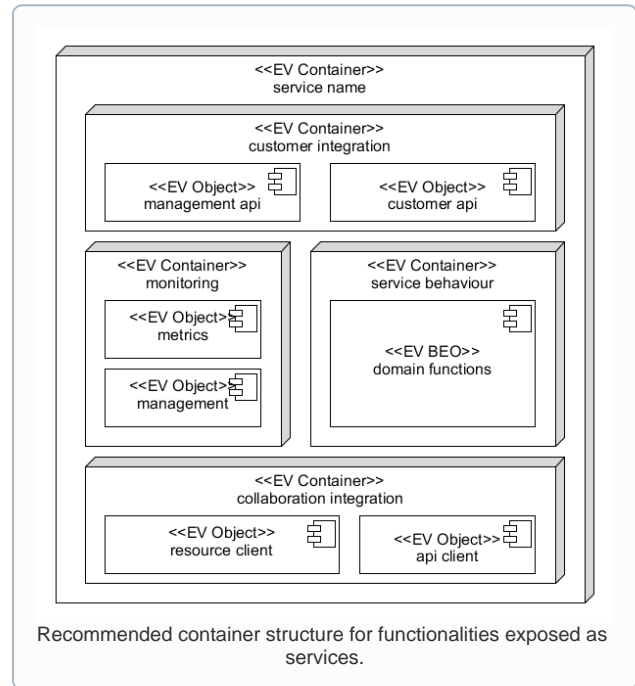 <<EV Container>>
service name
<<EV Container>>
customer integration
<<EV Object>>
management api
<<EV Object>>
customer api
<<EV Container>>
monitoring
<<EV Object>>
metrics
<<EV Object>>
management
<<EV Container>>
service behaviour
<<EV BEO>>
domain functions
<<EV Container>>
collaboration integration
<<EV Object>>
resource client
<<EV Object>>
api client
Recommended container structure for functionalities exposed as
services.